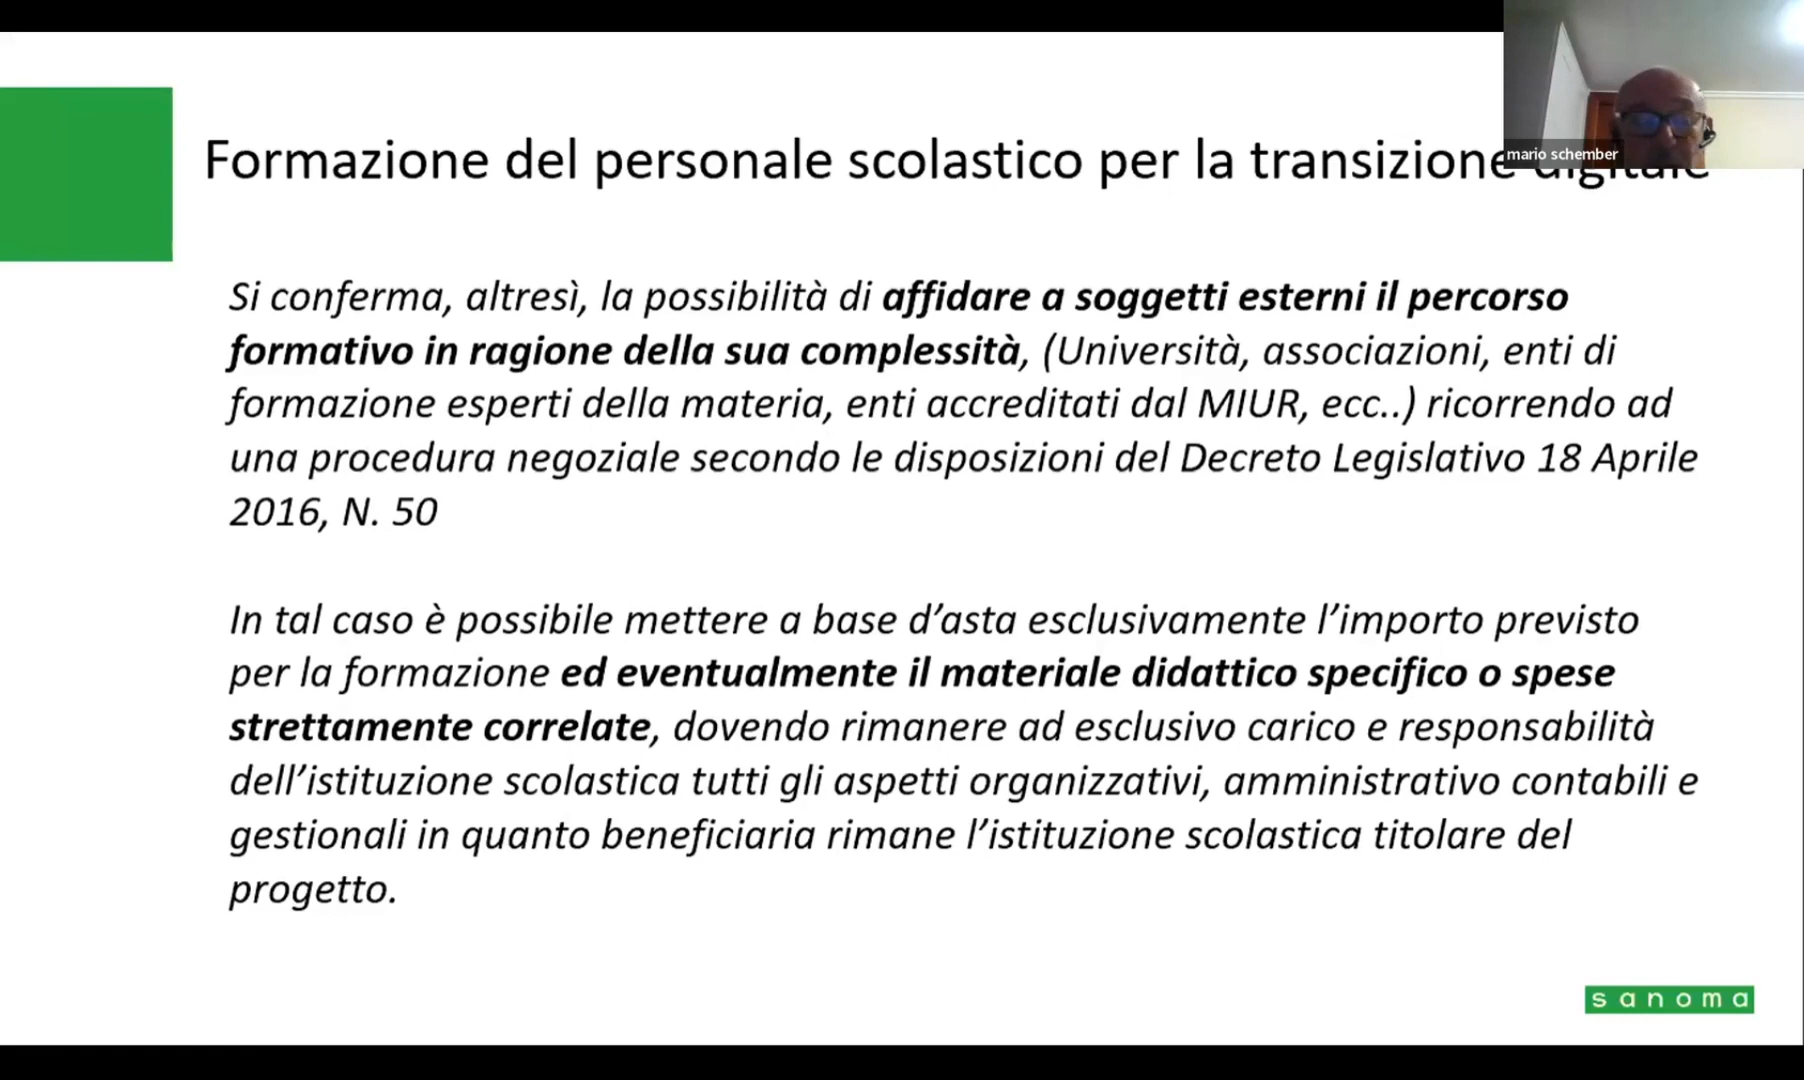 mario schember
Formazione del personale scolastico per la transizione digitale
Si conferma, altresì, la possibilità di affidare a soggetti esterni il percorso
formativo in ragione della sua complessità, (Università, associazioni, enti di
formazione esperti della materia, enti accreditati dal MIUR, ecc..) ricorrendo ad
una procedura negoziale secondo le disposizioni del Decreto Legislativo 18 Aprile
2016, N. 50
In tal caso è possibile mettere a base d’asta esclusivamente l’importo previsto
per la formazione ed eventualmente il materiale didattico specifico o spese
strettamente correlate, dovendo rimanere ad esclusivo carico e responsabilità
dell’istituzione scolastica tutti gli aspetti organizzativi, amministrativo contabili e
gestionali in quanto beneficiaria rimane l’istituzione scolastica titolare del
progetto.
sanoma